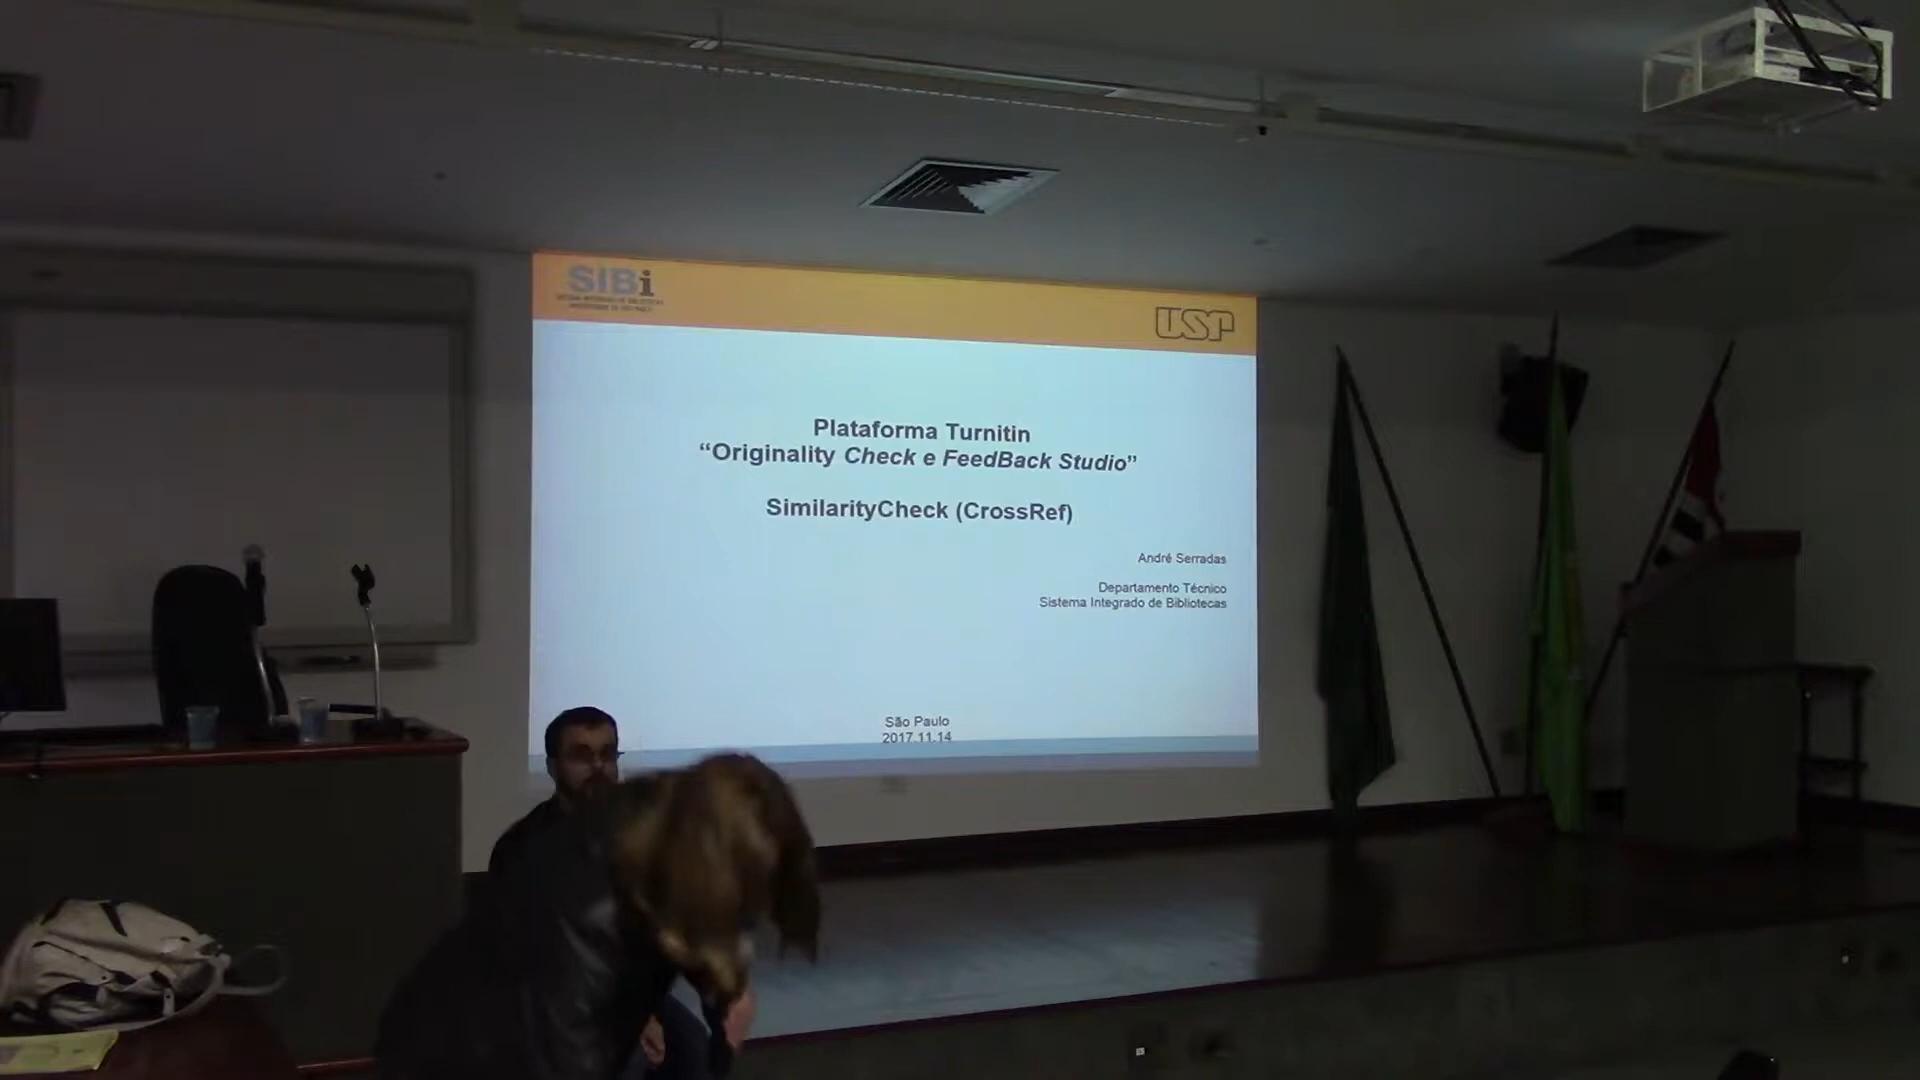 SIBi
USP
Plataforma Turnitin
“Originality Check e FeedBack Studio”
SimilarityCheck (CrossRef)
André Serradas
Departamento Técnico
Sistema Integrado de Bibliotecas
São Paulo
2017.11.14